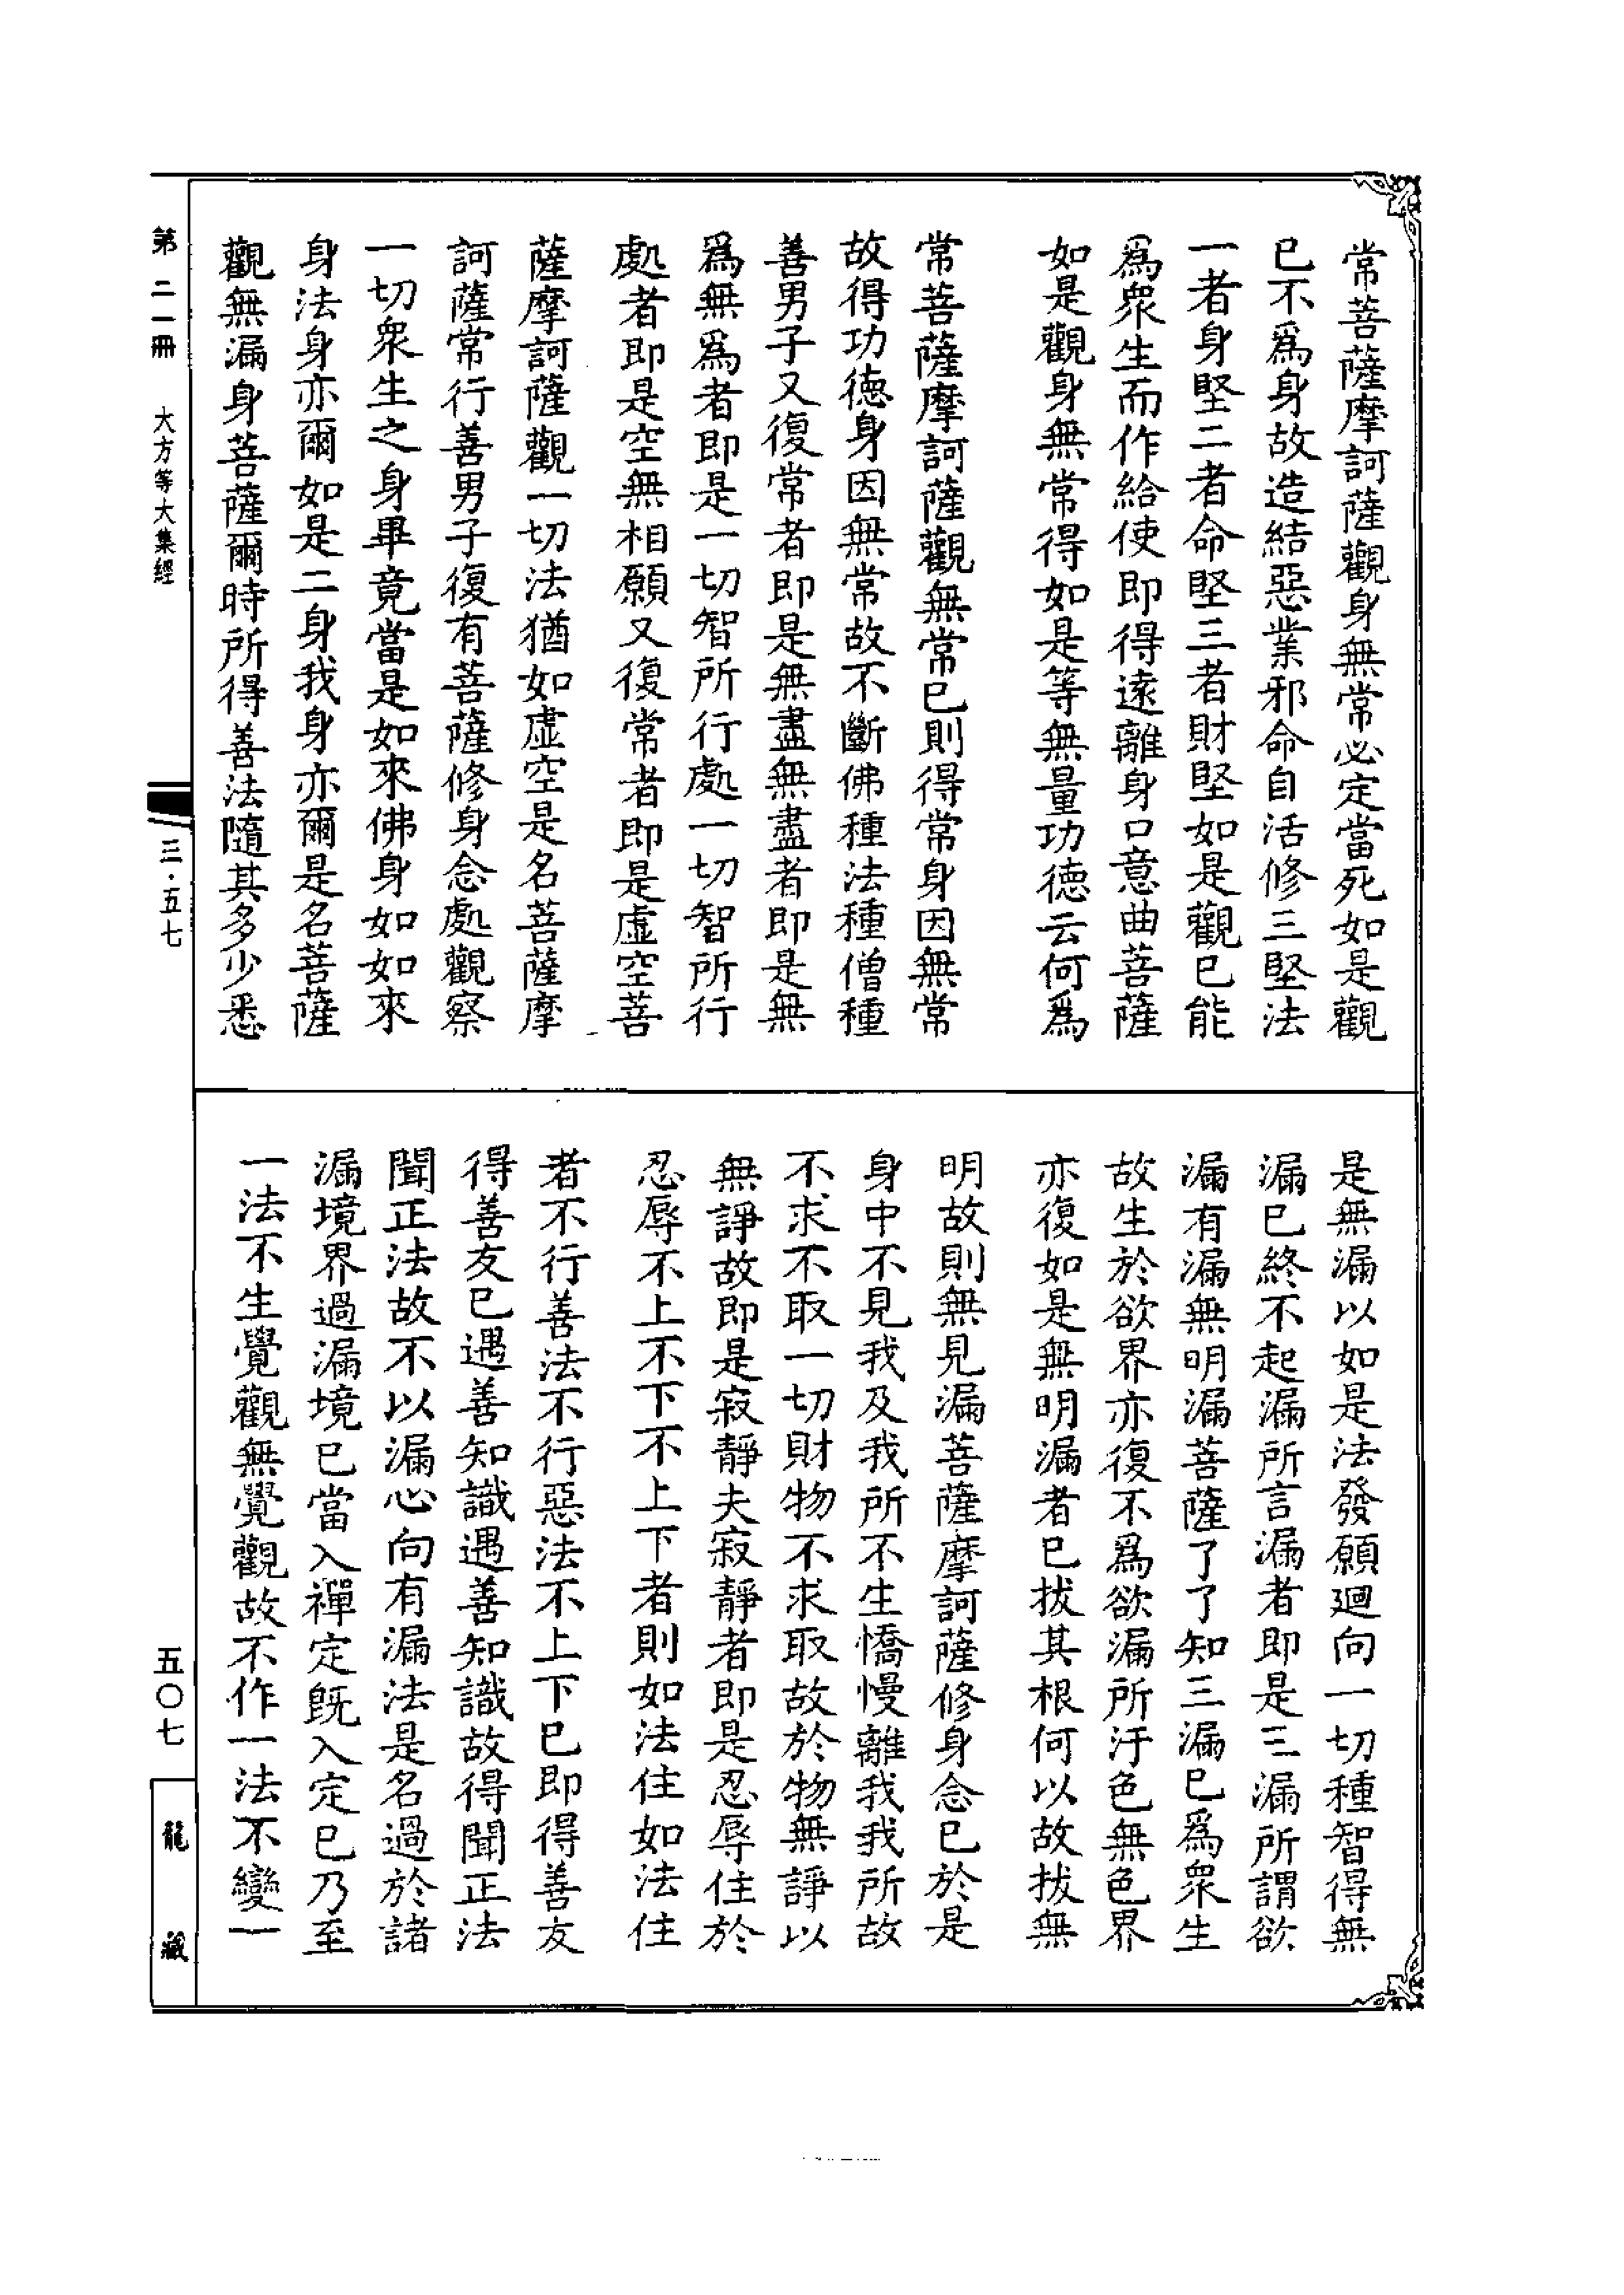 常菩薩摩訶薩觀身無常必定當死如是觀
已不爲身故造結惡業邪命自活修三堅法
一者身堅二者命堅三者財堅如是觀已能
爲衆生而作給使即得遠離身口意曲菩薩
如是觀身無常得如是等無量功德云何爲
常菩薩摩訶薩觀無常已則得常身因無常
故得功德身因無常故不斷佛種法種僧種
善男子又復常者即是無盡無盡者即是無
爲無爲者即是一切智所行處一切智所行
處者即是空無相願又復常者即是虛空菩
薩摩訶薩觀一切法猶如虛空是名菩薩摩
訶薩常行善男子復有菩薩修身念處觀察
一切衆生之身畢竟當是如來佛身如如來
身法身亦爾如是二身我身亦爾是名菩薩
觀無漏身菩薩爾時所得善法隨其多少悉
是無漏以如是法發願迴向一切種智得無
漏已終不起漏所言漏者即是三漏所謂欲
漏有漏無明漏菩薩了了知三漏已爲衆生
故生於欲界亦復不爲欲漏所汙色無色界
亦復如是無明漏者已拔其根何以故拔無
明故則無見漏菩薩摩訶薩修身念已於是
身中不見我及我所不生憍慢離我我所故
不求不取一切財物不求取故於物無諍以
無諍故即是寂靜夫寂靜者即是忍辱住於
忍辱不上不下不上下者則如法住如法住
者不行善法不行惡法不上下已即得善友
得善友已遇善知識遇善知識故得聞正法
聞正法故不以漏心向有漏法是名過於諸
漏境界過漏境已當入禪定既入定已乃至
一法不生覺觀無覺觀故不作一法不變一
第二一冊
大方等大集經
三·五七
五〇七
龍藏